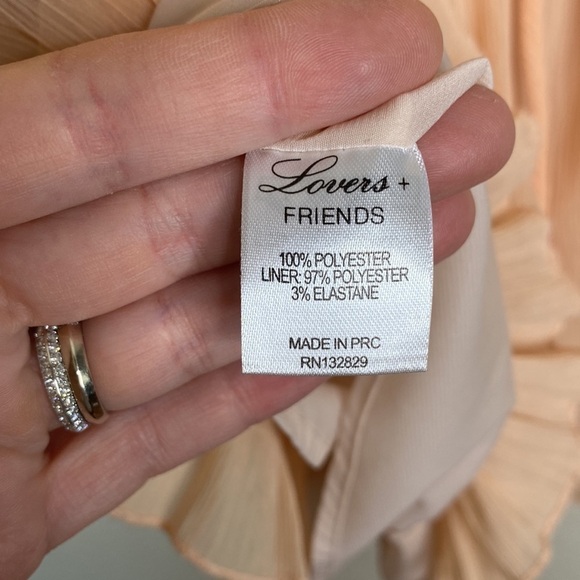 Lovers +
FRIENDS
100% POLYESTER
LINER: 97% POLYESTER
3% ELASTANE
MADE IN PRC
RN132829